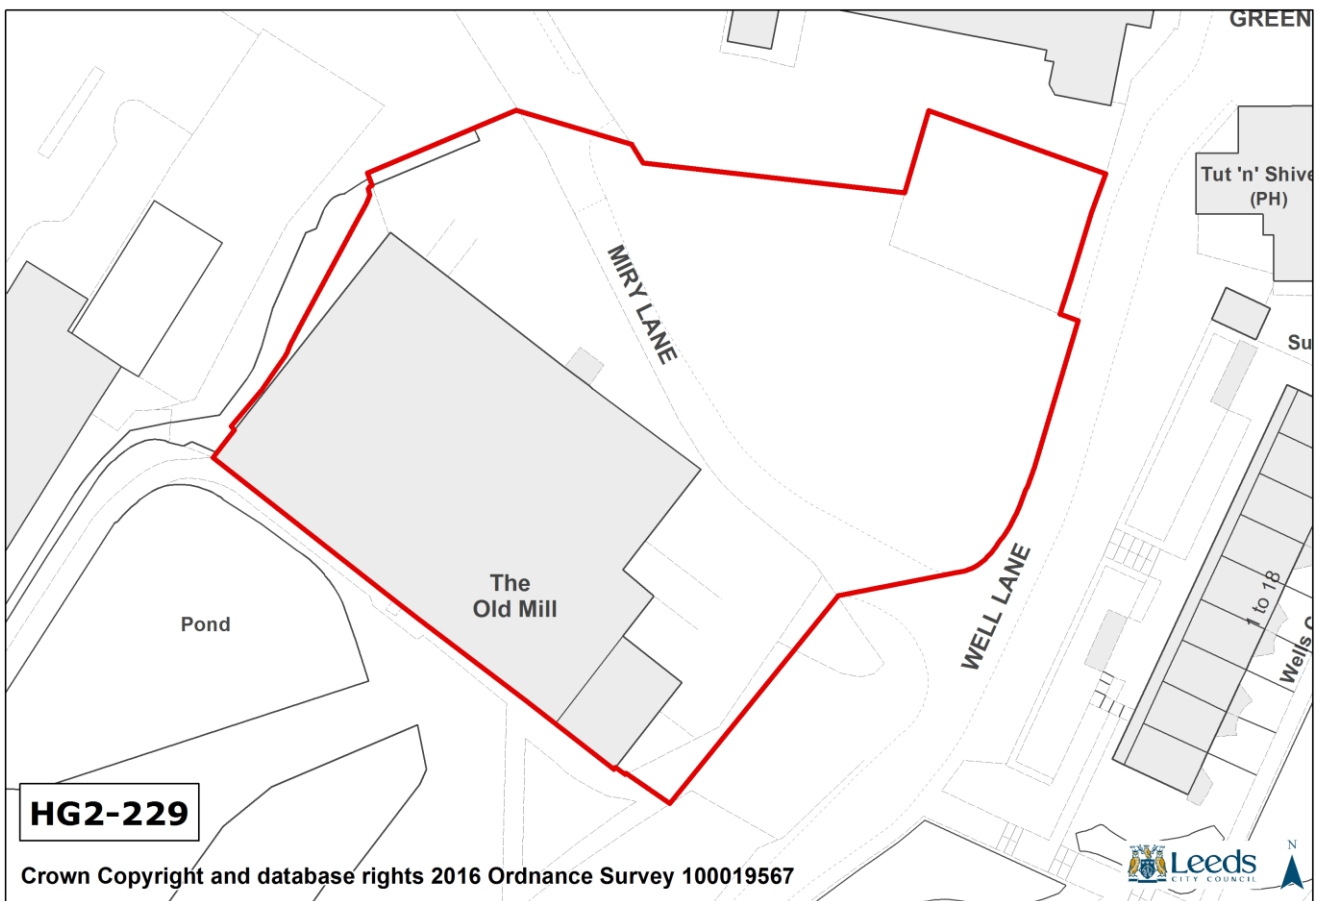 GREEN
Tut 'n' Shive
(PH)
MIRY LANE
Su
The
Old Mill
WELL LANE
1 to 18
Wells C
Pond
HG2-229
Crown Copyright and database rights 2016 Ordnance Survey 100019567
Leeds
CITY COUNCIL
N